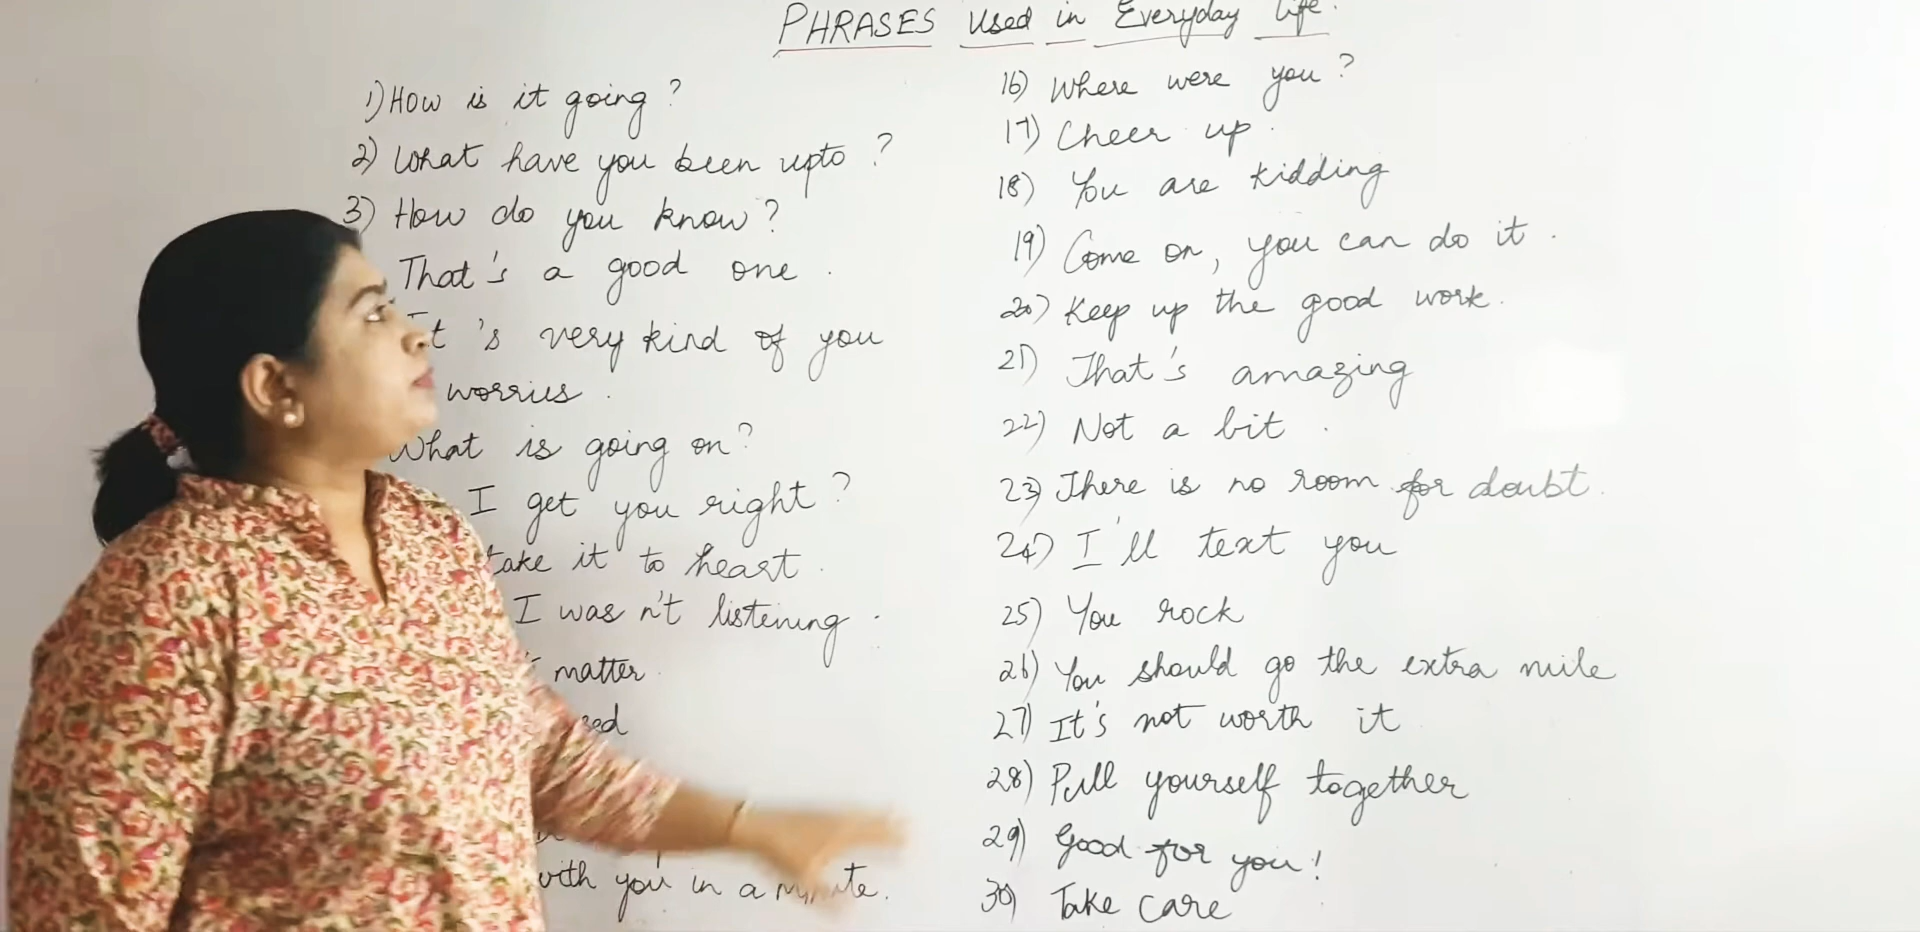 PHRASES Used in Everyday Life.
1) How is it going?
2) What have you been upto?
3) How do you know?
That's a good one.
It's very kind of you
worries.
What is going on?
I get you right?
take it to heart.
I wasn't listening.
matter.
with you in a minute.
16) Where were you?
17) Cheer up.
18) You are kidding
19) Come on, you can do it.
20) Keep up the good work.
21) That's amazing
22) Not a bit.
23) There is no room for doubt.
24) I'll text you
25) You rock
26) You should go the extra mile
27) It's not worth it
28) Pull yourself together
29) Good for you!
30) Take care